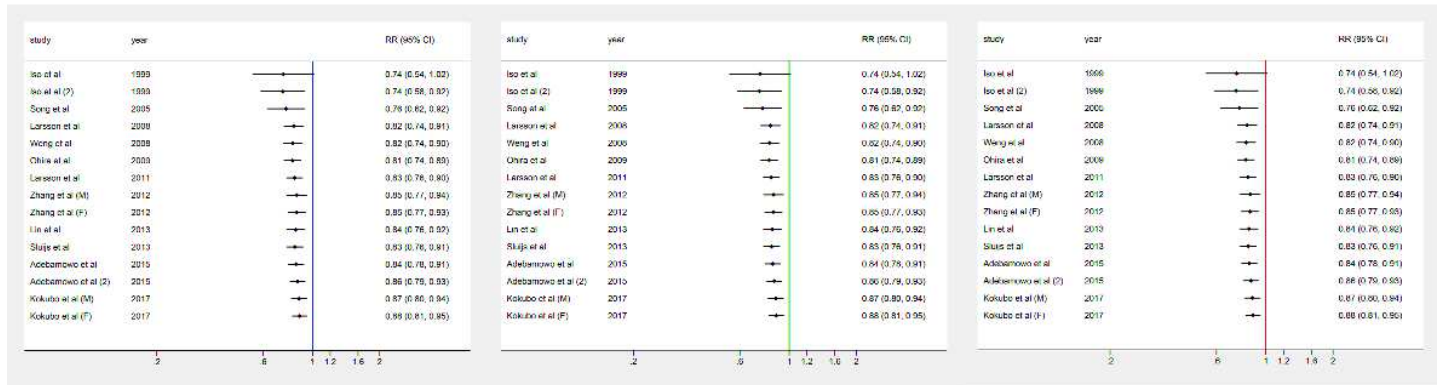 study year RR (95% CI)
Iso et al 1999 0.74 (0.54, 1.02)
Iso et al (2) 1999 0.74 (0.58, 0.92)
Song et al 2005 0.76 (0.62, 0.92)
Larsson et al 2008 0.82 (0.74, 0.91)
Weng et al 2008 0.82 (0.74, 0.90)
Ohira et al 2009 0.81 (0.74, 0.89)
Larsson et al 2011 0.83 (0.76, 0.90)
Zhang et al (M) 2012 0.85 (0.77, 0.94)
Zhang et al (F) 2012 0.85 (0.77, 0.93)
Lin et al 2013 0.84 (0.76, 0.92)
Sluijs et al 2013 0.83 (0.76, 0.91)
Adebamowo et al 2015 0.84 (0.78, 0.91)
Adebamowo et al (2) 2015 0.86 (0.79, 0.93)
Kokubo et al (M) 2017 0.87 (0.80, 0.94)
Kokubo et al (F) 2017 0.88 (0.81, 0.95)
.2 .6 1 1.2 1.6 2
study year RR (95% CI)
Iso et al 1999 0.74 (0.54, 1.02)
Iso et al (2) 1999 0.74 (0.58, 0.92)
Song et al 2005 0.76 (0.62, 0.92)
Larsson et al 2008 0.82 (0.74, 0.91)
Weng et al 2008 0.82 (0.74, 0.90)
Ohira et al 2009 0.81 (0.74, 0.89)
Larsson et al 2011 0.83 (0.76, 0.90)
Zhang et al (M) 2012 0.85 (0.77, 0.94)
Zhang et al (F) 2012 0.85 (0.77, 0.93)
Lin et al 2013 0.84 (0.76, 0.92)
Sluijs et al 2013 0.83 (0.76, 0.91)
Adebamowo et al 2015 0.84 (0.78, 0.91)
Adebamowo et al (2) 2015 0.86 (0.79, 0.93)
Kokubo et al (M) 2017 0.87 (0.80, 0.94)
Kokubo et al (F) 2017 0.88 (0.81, 0.95)
.2 .6 1 1.2 1.6 2
study year RR (95% CI)
Iso et al 1999 0.74 (0.54, 1.02)
Iso et al (2) 1999 0.74 (0.58, 0.92)
Song et al 2005 0.76 (0.62, 0.92)
Larsson et al 2008 0.82 (0.74, 0.91)
Weng et al 2008 0.82 (0.74, 0.90)
Ohira et al 2009 0.81 (0.74, 0.89)
Larsson et al 2011 0.83 (0.76, 0.90)
Zhang et al (M) 2012 0.85 (0.77, 0.94)
Zhang et al (F) 2012 0.85 (0.77, 0.93)
Lin et al 2013 0.84 (0.76, 0.92)
Sluijs et al 2013 0.83 (0.76, 0.91)
Adebamowo et al 2015 0.84 (0.78, 0.91)
Adebamowo et al (2) 2015 0.86 (0.79, 0.93)
Kokubo et al (M) 2017 0.87 (0.80, 0.94)
Kokubo et al (F) 2017 0.88 (0.81, 0.95)
.2 .6 1 1.2 1.6 2